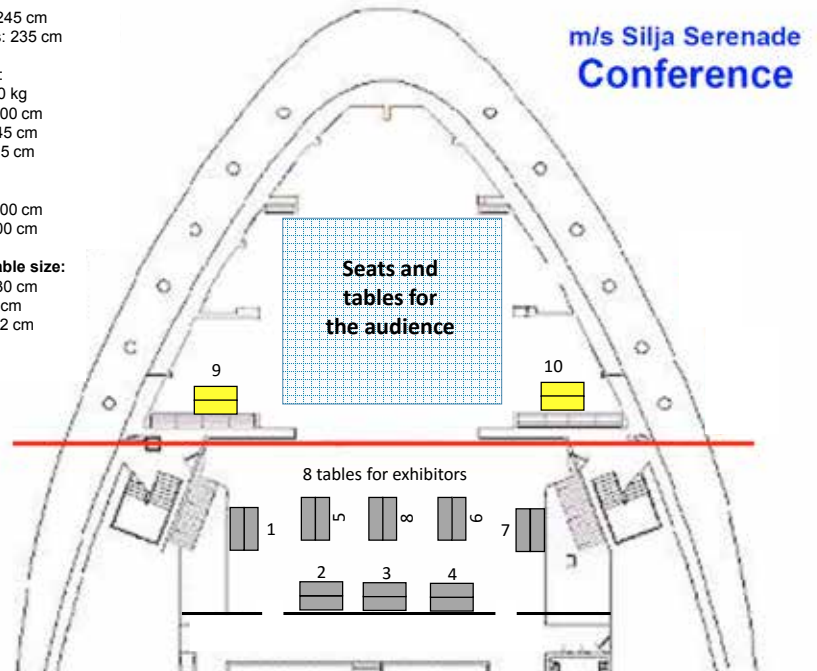 245 cm
s: 235 cm
:
0 kg
00 cm
45 cm
5 cm
00 cm
00 cm
able size:
80 cm
cm
2 cm
m/s Silja Serenade
Conference
Seats and
tables for
the audience
9
10
8 tables for exhibitors
1
5
8
6
7
2
3
4